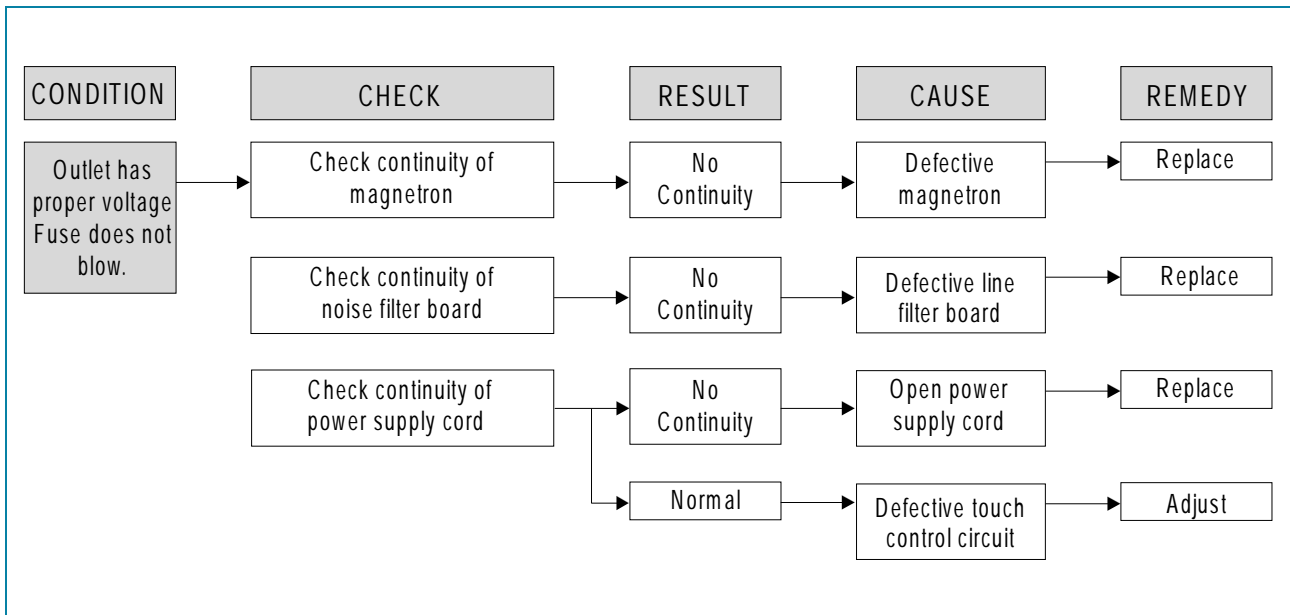 CONDITION
CHECK
RESULT
CAUSE
REMEDY
Outlet has
proper voltage
Fuse does not
blow.
Check continuity of
magnetron
No
Continuity
Defective
magnetron
Replace
Check continuity of
noise filter board
No
Continuity
Defective line
filter board
Replace
Check continuity of
power supply cord
No
Continuity
Open power
supply cord
Replace
Normal
Defective touch
control circuit
Adjust